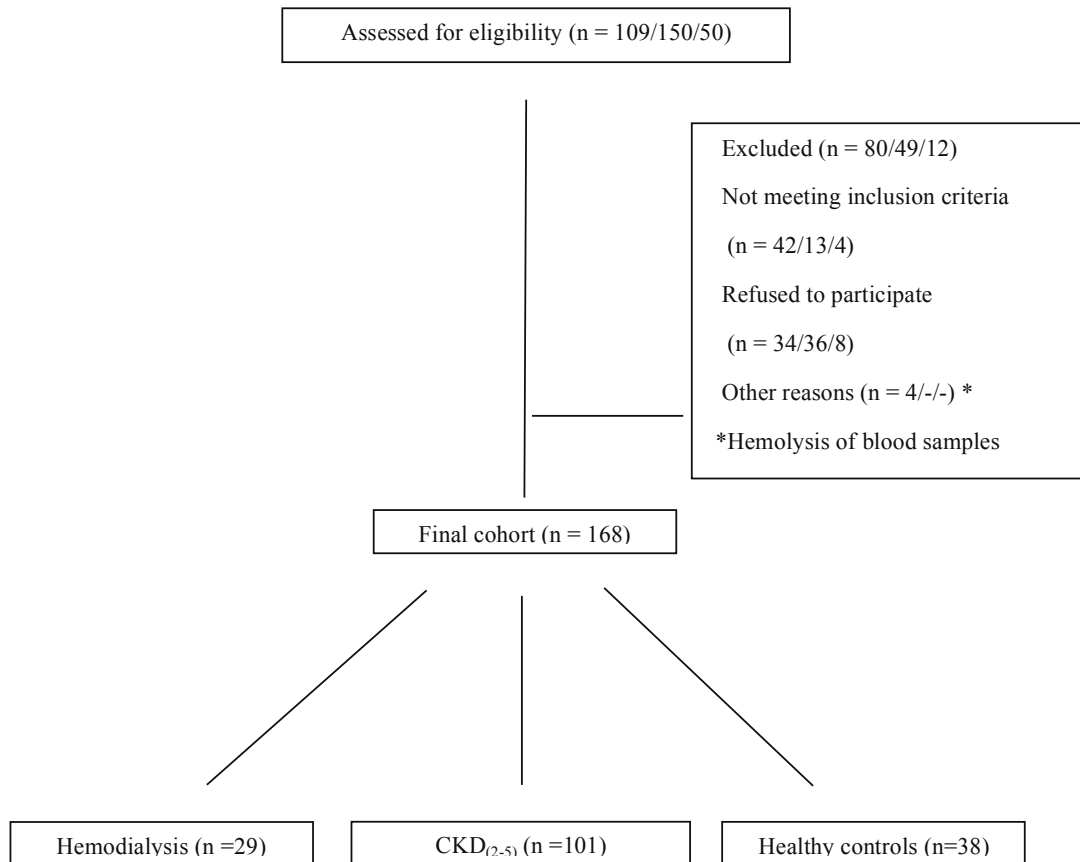 Assessed for eligibility (n = 109/150/50)
Excluded (n = 80/49/12)
Not meeting inclusion criteria
(n = 42/13/4)
Refused to participate
(n = 34/36/8)
Other reasons (n = 4/-/-) *
*Hemolysis of blood samples
Final cohort (n = 168)
Hemodialysis (n =29)
CKD(2-5) (n =101)
Healthy controls (n=38)